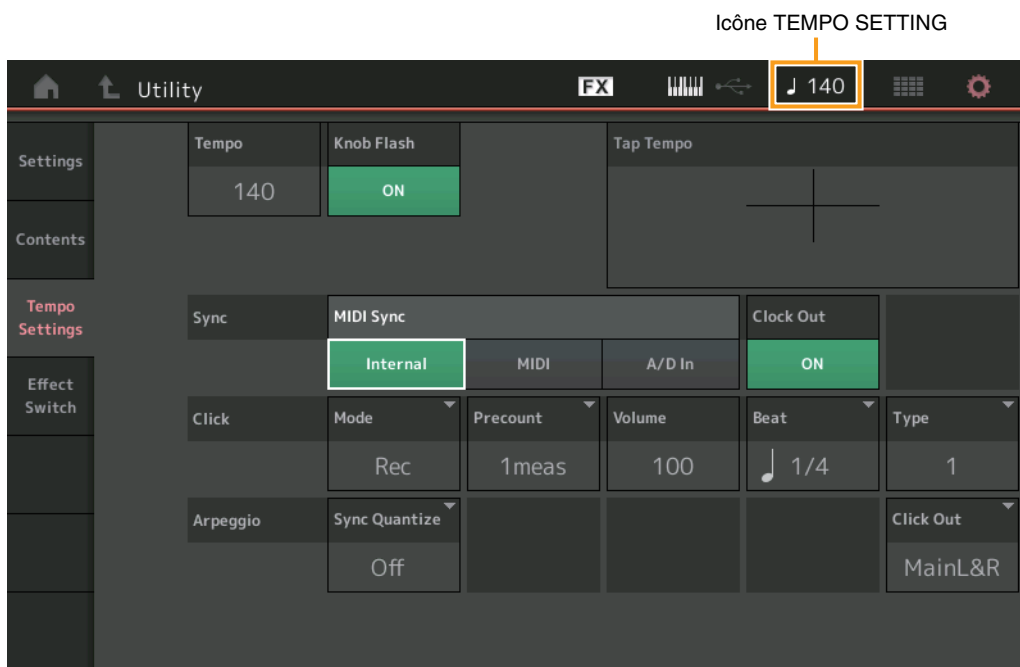 Icône TEMPO SETTING
Utility
FX
♩ 140
Settings
Contents
Tempo
Settings
Effect
Switch
Tempo
140
Knob Flash
ON
Tap Tempo
Sync
MIDI Sync
Internal
MIDI
A/D In
Clock Out
ON
Click
Mode
Rec
Precount
1meas
Volume
100
Beat
♩ 1/4
Type
1
Arpeggio
Sync Quantize
Off
Click Out
MainL&R